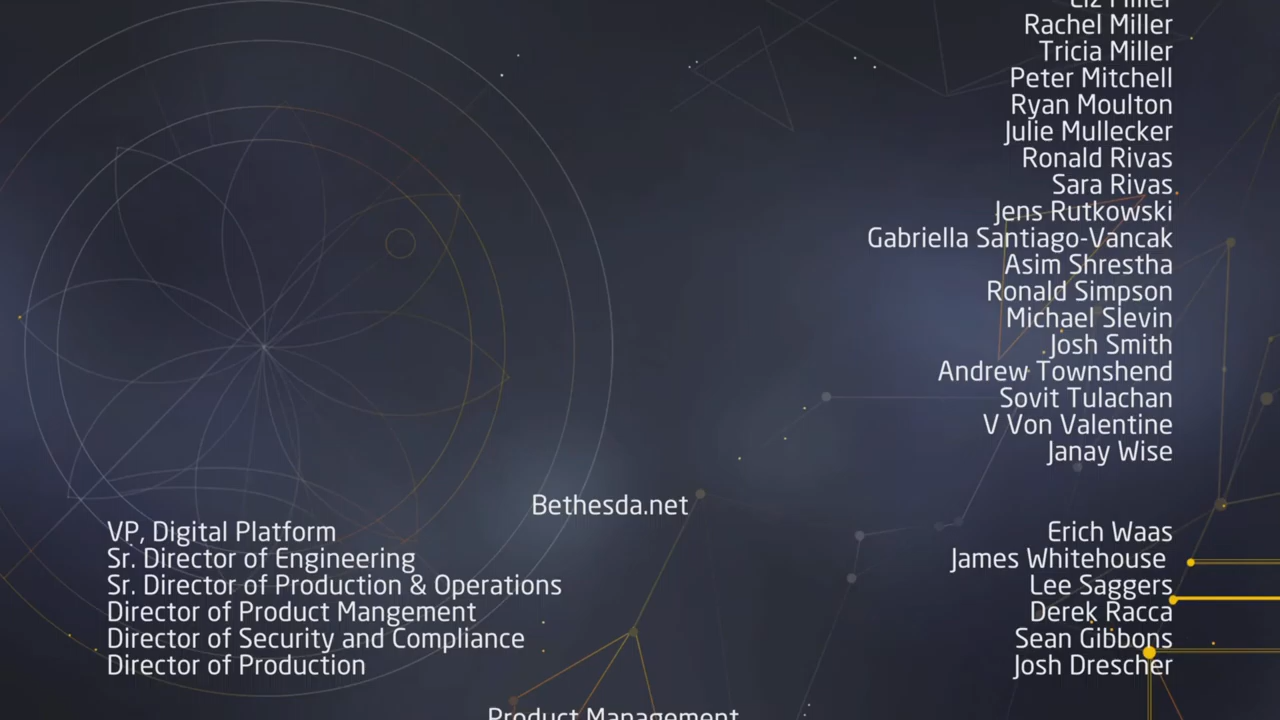 Liz Miller
Rachel Miller
Tricia Miller
Peter Mitchell
Ryan Moulton
Julie Mullecker
Ronald Rivas
Sara Rivas
Jens Rutkowski
Gabriella Santiago-Vancak
Asim Shrestha
Ronald Simpson
Michael Slevin
Josh Smith
Andrew Townshend
Sovit Tulachan
V Von Valentine
Janay Wise
Bethesda.net
VP, Digital Platform Erich Waas
Sr. Director of Engineering James Whitehouse
Sr. Director of Production & Operations Lee Saggers
Director of Product Mangement Derek Racca
Director of Security and Compliance Sean Gibbons
Director of Production Josh Drescher
Product Management